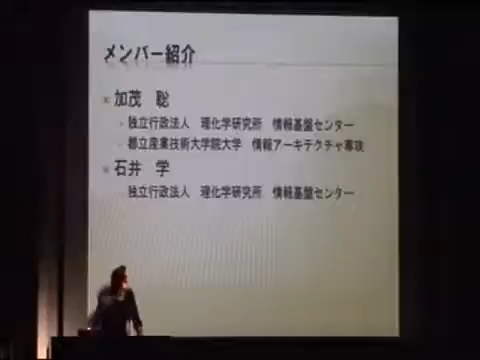 メンバー紹介
加茂 聡
独立行政法人 理化学研究所 情報基盤センター
都立産業技術大学院大学 情報アーキテクチャ専攻
石井 学
独立行政法人 理化学研究所 情報基盤センター